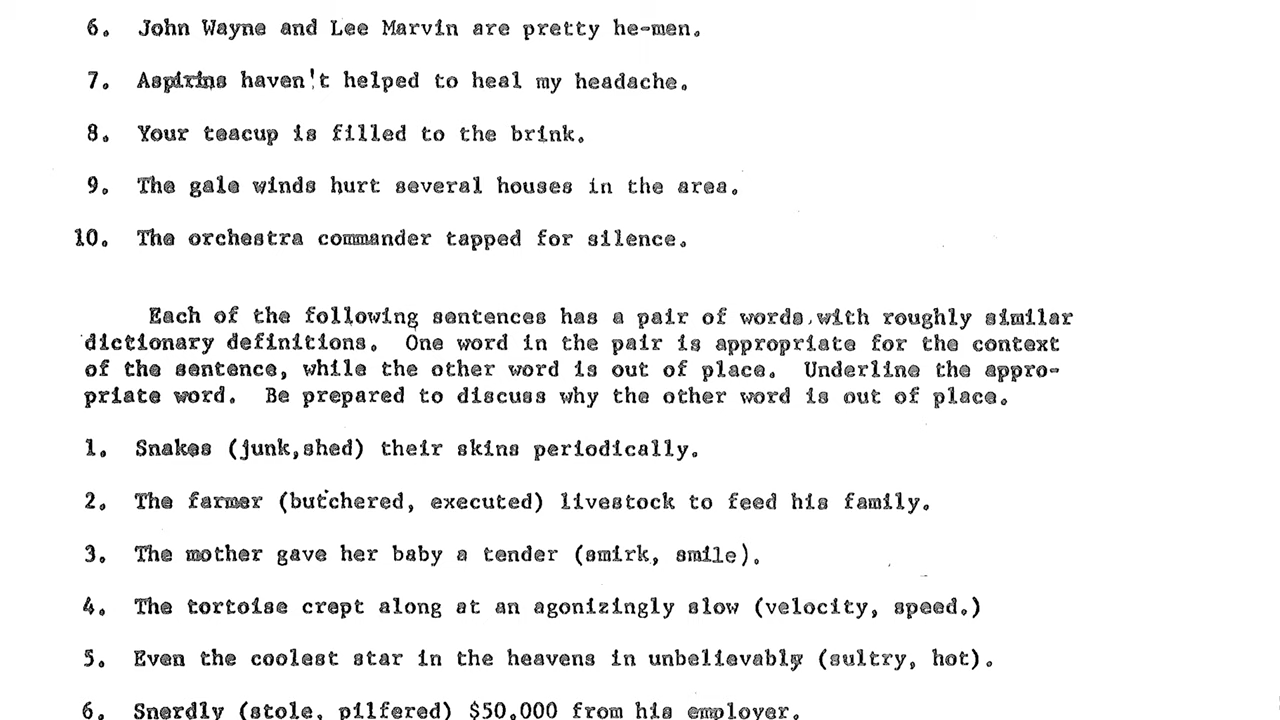 6. John Wayne and Lee Marvin are pretty he-men.
7. Aspirins haven't helped to heal my headache.
8. Your teacup is filled to the brink.
9. The gale winds hurt several houses in the area.
10. The orchestra commander tapped for silence.
Each of the following sentences has a pair of words with roughly similar
dictionary definitions. One word in the pair is appropriate for the context
of the sentence, while the other word is out of place. Underline the appro-
priate word. Be prepared to discuss why the other word is out of place.
1. Snakes (junk,shed) their skins periodically.
2. The farmer (butchered, executed) livestock to feed his family.
3. The mother gave her baby a tender (smirk, smile).
4. The tortoise crept along at an agonizingly slow (velocity, speed.)
5. Even the coolest star in the heavens in unbelievably (sultry, hot).
6. Snerdly (stole, pilfered) $50,000 from his employer.